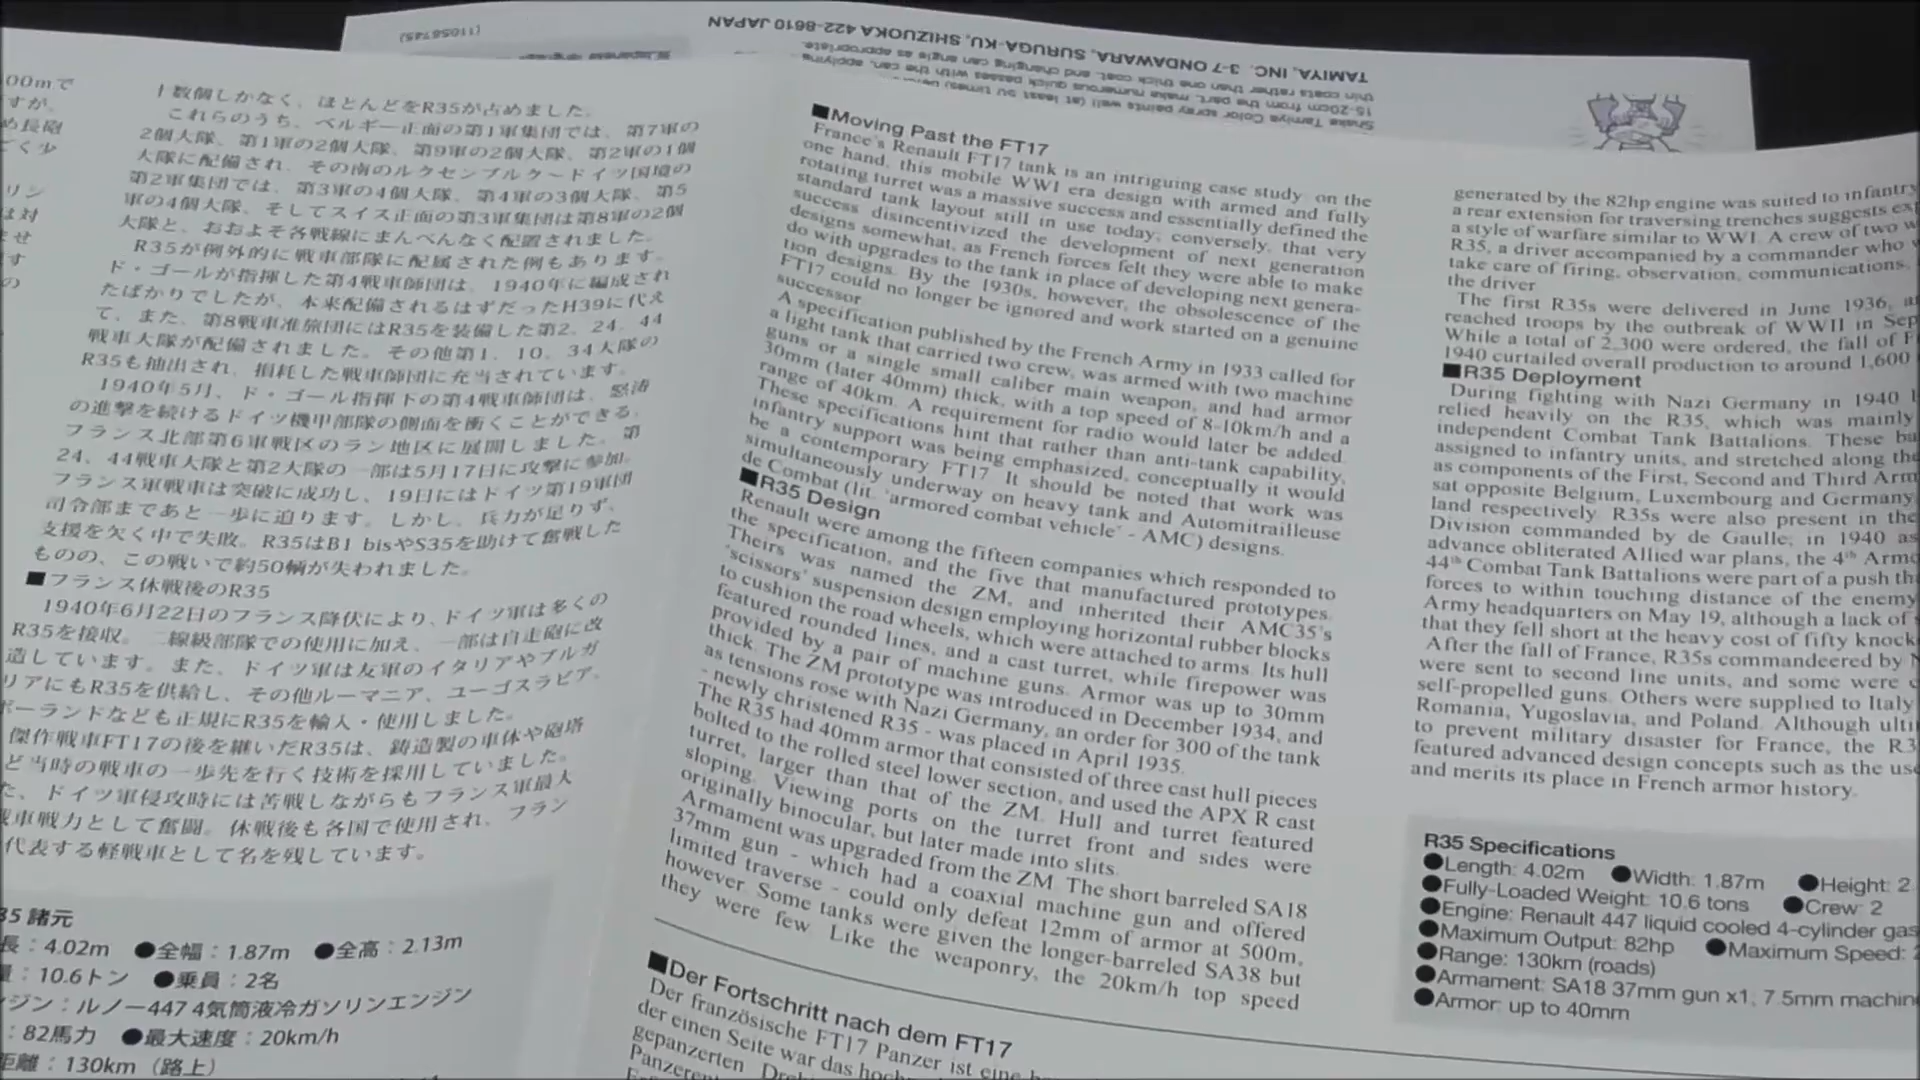 (11056745)
TAMIYA, INC. 3-7 ONDAWARA, SURUGA-KU, SHIZUOKA 422-8610 JAPAN
thin coats rather than one thick coat, and changing can angle as appropriate.
15-20cm from the part, make numerous quick passes with the can, applying
Shake Tamiya Color spray paints well (at least 50 times)
00mで
すが、
め長砲
ごく少
リン
は対
ませ
す
の
十数個しかなく、ほとんどをR35が占めました。
これらのうち、ベルギー正面の第1軍集団では、第7軍の
2個大隊、第1軍の2個大隊、第9軍の2個大隊、第2軍の1個
大隊に配備され、その南のルクセンブルク～ドイツ国境の
第2軍集団では、第3軍の4個大隊、第4軍の3個大隊、第5
軍の4個大隊、そしてスイス正面の第3軍集団は第8軍の2個
大隊と、おおよそ各戦線にまんべんなく配置されました。
R35が例外的に戦車部隊に配属された例もあります。
ド・ゴールが指揮した第4戦車師団は、1940年に編成され
たばかりでしたが、本来配備されるはずだったH39に代え
て、また、第8戦車准旅団にはR35を装備した第2、24、44
戦車大隊が配備されました。その他第1、10、34大隊の
R35も抽出され、損耗した戦車師団に充当されています。
1940年5月、ド・ゴール指揮下の第4戦車師団は、怒涛
の進撃を続けるドイツ機甲部隊の側面を衝くことができる、
フランス北部第6軍戦区のラン地区に展開しました。第
24、44戦車大隊と第2大隊の一部は5月17日に攻撃に参加。
フランス軍戦車は突破に成功し、19日にはドイツ第19軍団
司令部まであと一歩に迫ります。しかし、兵力が足りず、
支援を欠く中で失敗。R35はB1 bisやS35を助けて奮戦した
ものの、この戦いで約50輌が失われました。
■フランス休戦後のR35
1940年6月22日のフランス降伏により、ドイツ軍は多くの
R35を接収。二線級部隊での使用に加え、一部は自走砲に改
造しています。また、ドイツ軍は友軍のイタリアやブルガ
リアにもR35を供給し、その他ルーマニア、ユーゴスラビア、
ポーランドなども正規にR35を輸入・使用しました。
傑作戦車FT17の後を継いだR35は、鋳造製の車体や砲塔
ど当時の戦車の一歩先を行く技術を採用していました。
た、ドイツ軍侵攻時には苦戦しながらもフランス軍最大
戦車戦力として奮闘。休戦後も各国で使用され、フラン
代表する軽戦車として名を残しています。
35 諸元
長：4.02m ●全幅：1.87m ●全高：2.13m
量：10.6トン ●乗員：2名
ンジン：ルノー447 4気筒液冷ガソリンエンジン
：82馬力 ●最大速度：20km/h
距離：130km（路上）
■Moving Past the FT17
France's Renault FT17 tank is an intriguing case study: on the
one hand, this mobile WWI era design with armed and fully
rotating turret was a massive success and essentially defined the
standard tank layout still in use today; conversely, that very
success disincentivized the development of next generation
designs somewhat, as French forces felt they were able to make
do with upgrades to the tank in place of developing next genera-
tion designs. By the 1930s, however, the obsolescence of the
FT17 could no longer be ignored and work started on a genuine
successor.
A specification published by the French Army in 1933 called for
a light tank that carried two crew, was armed with two machine
guns or a single small caliber main weapon, and had armor
30mm (later 40mm) thick, with a top speed of 8-10km/h and a
range of 40km. A requirement for radio would later be added.
These specifications hint that rather than anti-tank capability,
infantry support was being emphasized, conceptually it would
be a contemporary FT17. It should be noted that work was
simultaneously underway on heavy tank and Automitrailleuse
de Combat (lit. 'armored combat vehicle' - AMC) designs.
■R35 Design
Renault were among the fifteen companies which responded to
the specification, and the five that manufactured prototypes.
Theirs was named the ZM, and inherited their AMC35's
'scissors' suspension design employing horizontal rubber blocks
to cushion the road wheels, which were attached to arms. Its hull
featured rounded lines, and a cast turret, while firepower was
provided by a pair of machine guns. Armor was up to 30mm
thick. The ZM prototype was introduced in December 1934, and
as tensions rose with Nazi Germany, an order for 300 of the tank
- newly christened R35 - was placed in April 1935.
The R35 had 40mm armor that consisted of three cast hull pieces
bolted to the rolled steel lower section, and used the APX R cast
turret, larger than that of the ZM. Hull and turret featured
sloping. Viewing ports on the turret front and sides were
originally binocular, but later made into slits.
Armament was upgraded from the ZM. The short barreled SA18
37mm gun - which had a coaxial machine gun and offered
limited traverse - could only defeat 12mm of armor at 500m,
however. Some tanks were given the longer-barreled SA38 but
they were few. Like the weaponry, the 20km/h top speed
generated by the 82hp engine was suited to infantry
a rear extension for traversing trenches suggests
a style of warfare similar to WWI. A crew of two
R35, a driver accompanied by a commander who
take care of firing, observation, communications,
the driver.
The first R35s were delivered in June 1936,
reached troops by the outbreak of WWII in Sep
While a total of 2,300 were ordered, the fall of F
1940 curtailed overall production to around 1,600
■R35 Deployment
During fighting with Nazi Germany in 1940
relied heavily on the R35, which was mainly
independent Combat Tank Battalions. These ba
assigned to infantry units, and stretched along the
as components of the First, Second and Third Arm
sat opposite Belgium, Luxembourg and Germany,
land respectively. R35s were also present in the
Division commanded by de Gaulle; in 1940 as
advance obliterated Allied war plans, the 4th Armo
44th Combat Tank Battalions were part of a push th
forces to within touching distance of the enemy
Army headquarters on May 19, although a lack of s
that they fell short at the heavy cost of fifty knock
After the fall of France, R35s commandeered by N
were sent to second line units, and some were c
self-propelled guns. Others were supplied to Italy
Romania, Yugoslavia, and Poland. Although ulti
to prevent military disaster for France, the R3
featured advanced design concepts such as the use
and merits its place in French armor history.
R35 Specifications
●Length: 4.02m ●Width: 1.87m ●Height: 2.
●Fully-Loaded Weight: 10.6 tons ●Crew: 2
●Engine: Renault 447 liquid cooled 4-cylinder gas
●Maximum Output: 82hp ●Maximum Speed: 2
●Range: 130km (roads)
●Armament: SA18 37mm gun x1, 7.5mm machin
●Armor: up to 40mm
■Der Fortschritt nach dem FT17
Der französische FT17 Panzer ist eine
der einen Seite war das hoch
gepanzerten